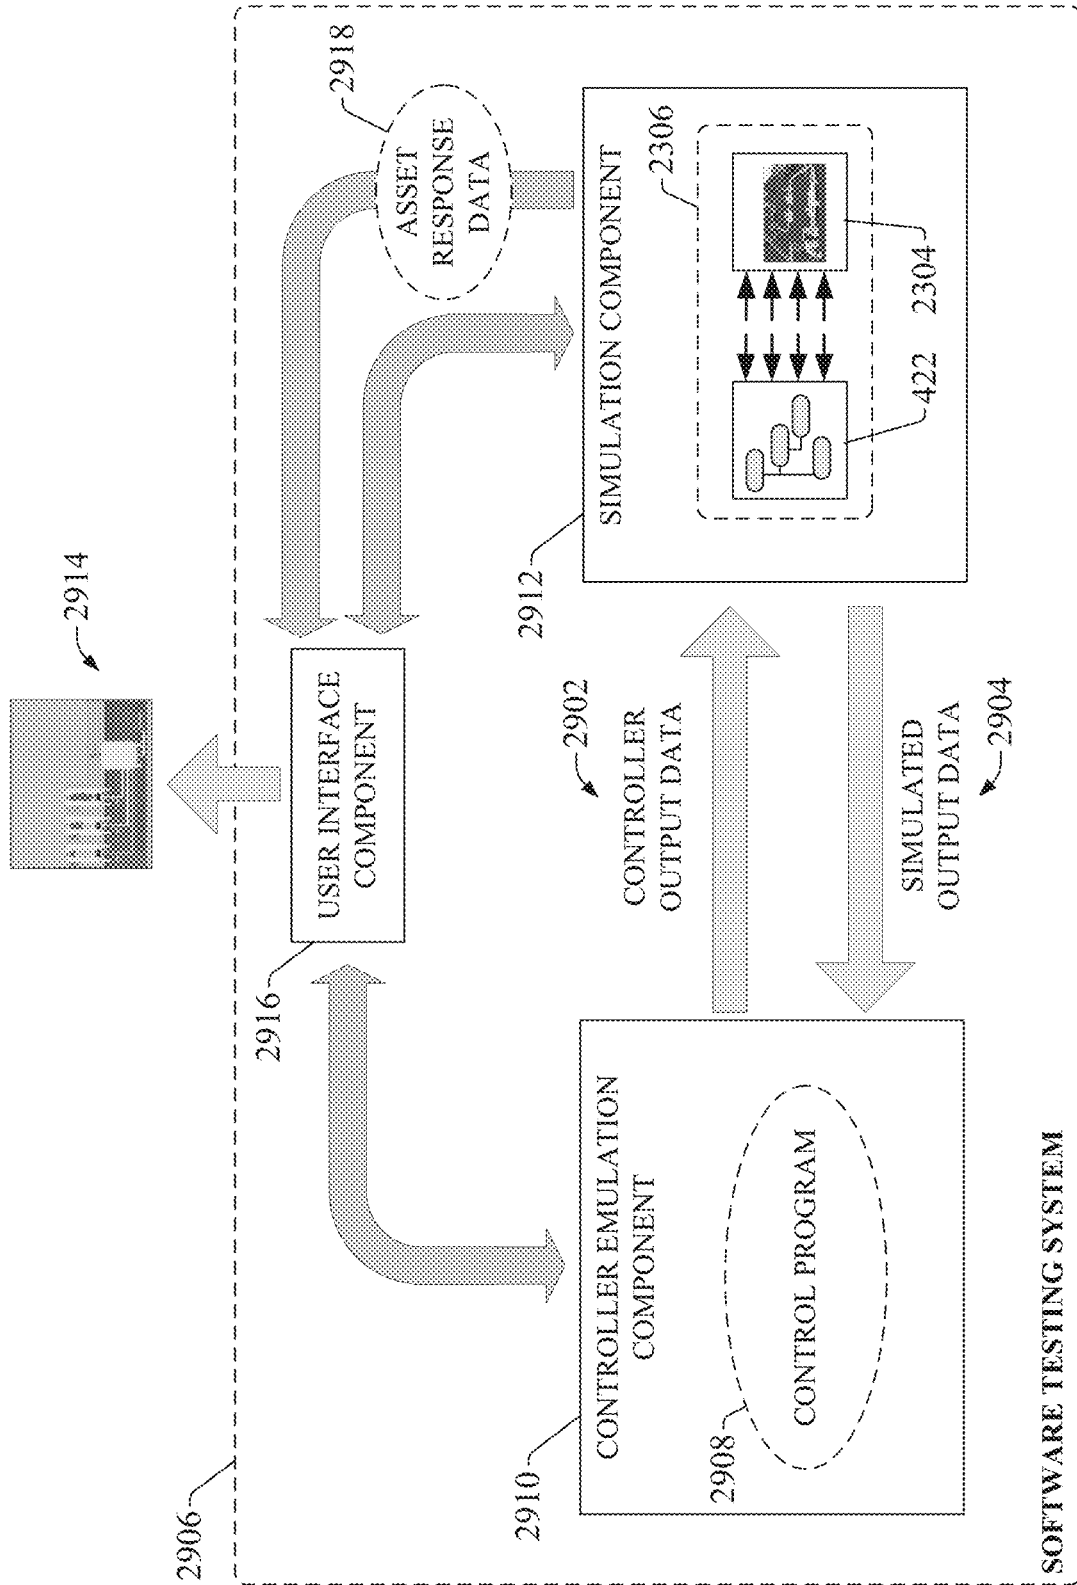 2914
2906
2918
ASSET
RESPONSE
DATA
2916
USER INTERFACE
COMPONENT
2910
CONTROLLER EMULATION
COMPONENT
2908
CONTROL PROGRAM
2902
CONTROLLER
OUTPUT DATA
SIMULATED
OUTPUT DATA
2904
2912
SIMULATION COMPONENT
2306
422
2304
SOFTWARE TESTING SYSTEM